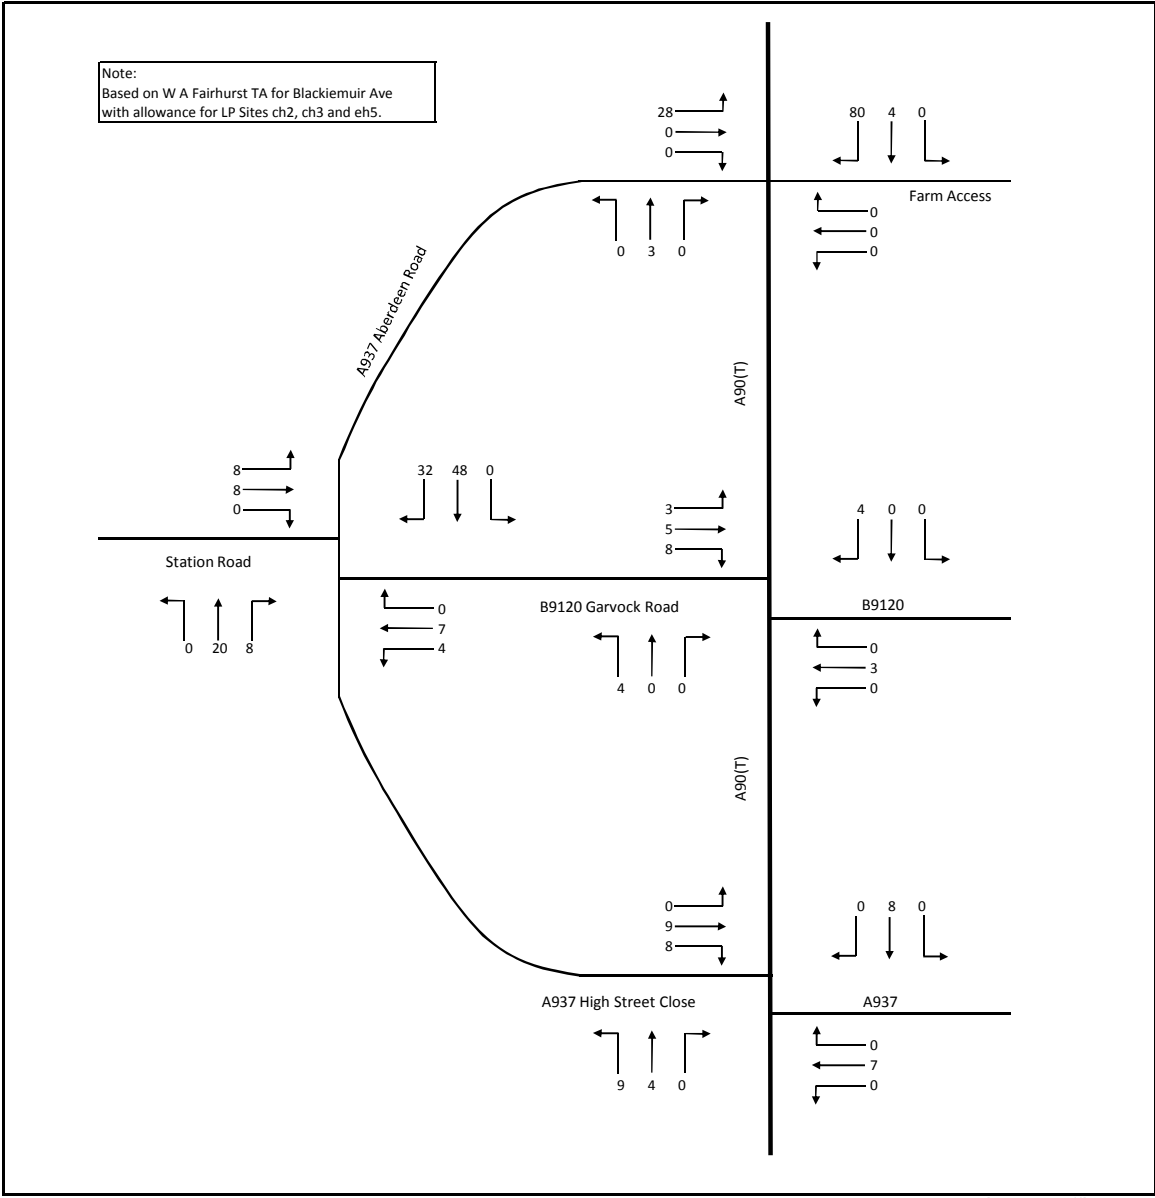 Note:
Based on W A Fairhurst TA for Blackiemuir Ave
with allowance for LP Sites ch2, ch3 and eh5.
28
0
0
80 4 0
Farm Access
0
0
0
0 3 0
A937 Aberdeen Road
A90(T)
8
8
0
32 48 0
3
5
8
4 0 0
Station Road
B9120 Garvock Road
B9120
0 20 8
0
7
4
4 0 0
0
3
0
A90(T)
0
9
8
0 8 0
A937 High Street Close
A937
9 4 0
0
7
0